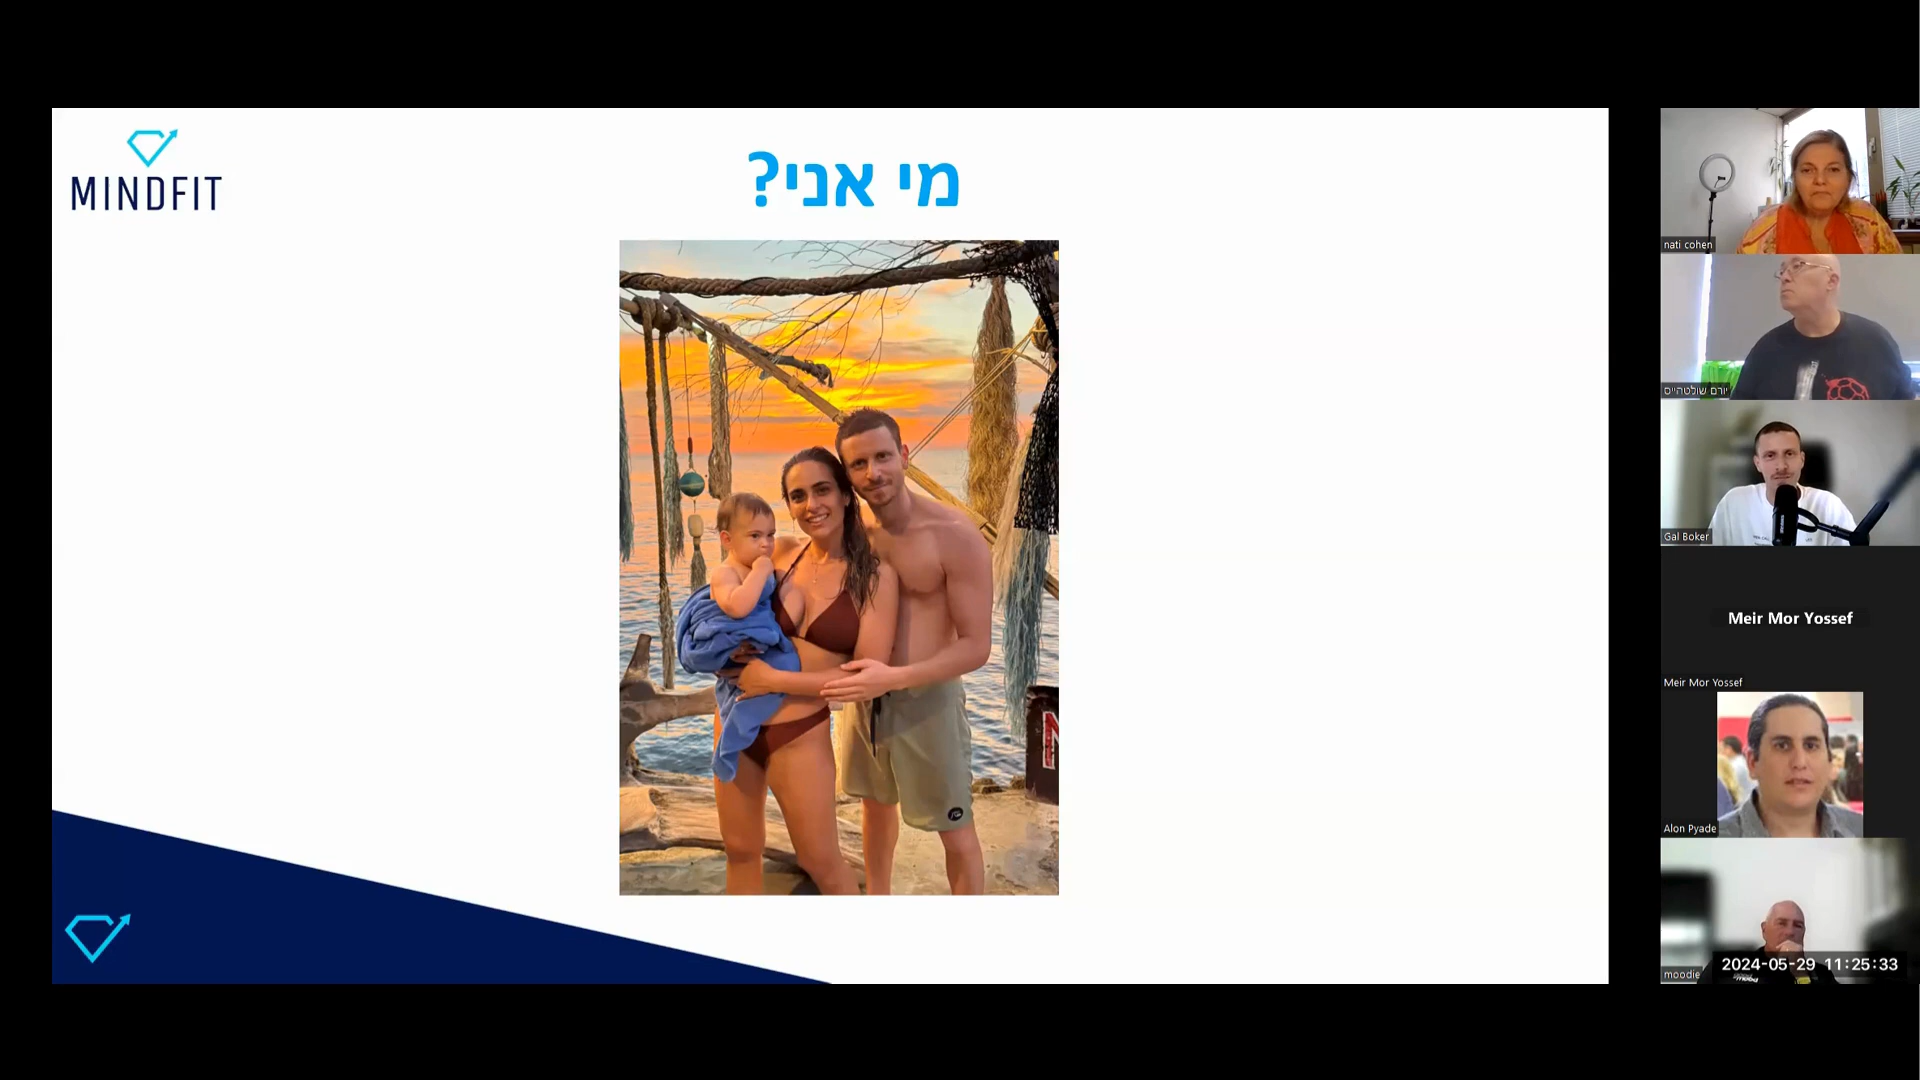 MINDFIT
מי אני?
nati cohen
יורם שולטהייס
Gal Boker
Meir Mor Yossef
Meir Mor Yossef
Alon Pyade
moodie
2024-05-29 11:25:33